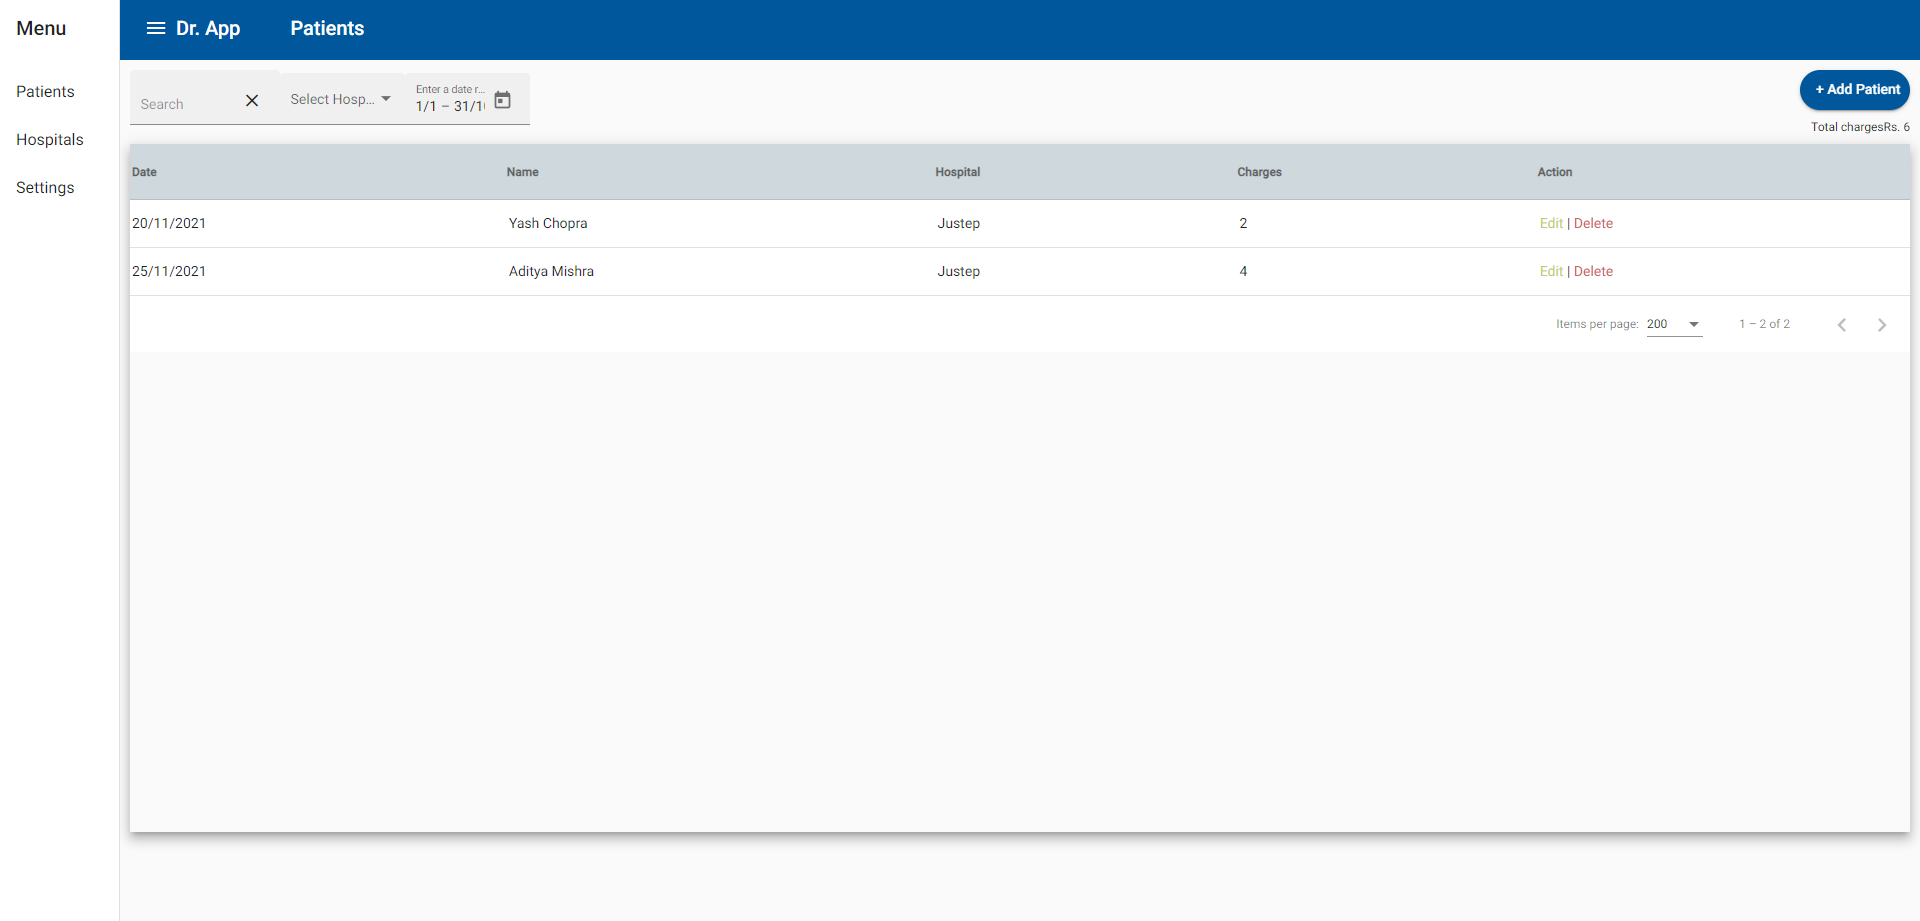 Menu
Dr. App Patients
Patients
Hospitals
Settings
Search
Select Hosp...
Enter a date r...
1/1 – 31/1
+ Add Patient
Total chargesRs. 6
Date Name Hospital Charges Action
20/11/2021 Yash Chopra Justep 2 Edit | Delete
25/11/2021 Aditya Mishra Justep 4 Edit | Delete
Items per page: 200 1 – 2 of 2